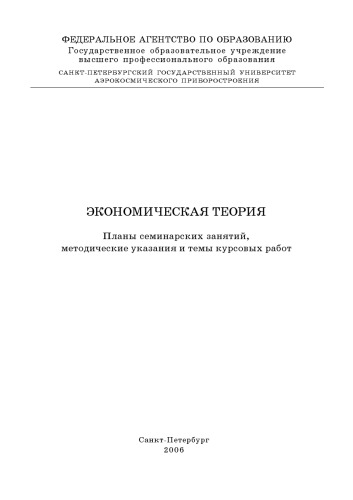 ФЕДЕРАЛЬНОЕ АГЕНТСТВО ПО ОБРАЗОВАНИЮ
Государственное образовательное учреждение
высшего профессионального образования
САНКТ-ПЕТЕРБУРГСКИЙ ГОСУДАРСТВЕННЫЙ УНИВЕРСИТЕТ
АЭРОКОСМИЧЕСКОГО ПРИБОРОСТРОЕНИЯ
ЭКОНОМИЧЕСКАЯ ТЕОРИЯ
Планы семинарских занятий,
методические указания и темы курсовых работ
Санкт-Петербург
2006